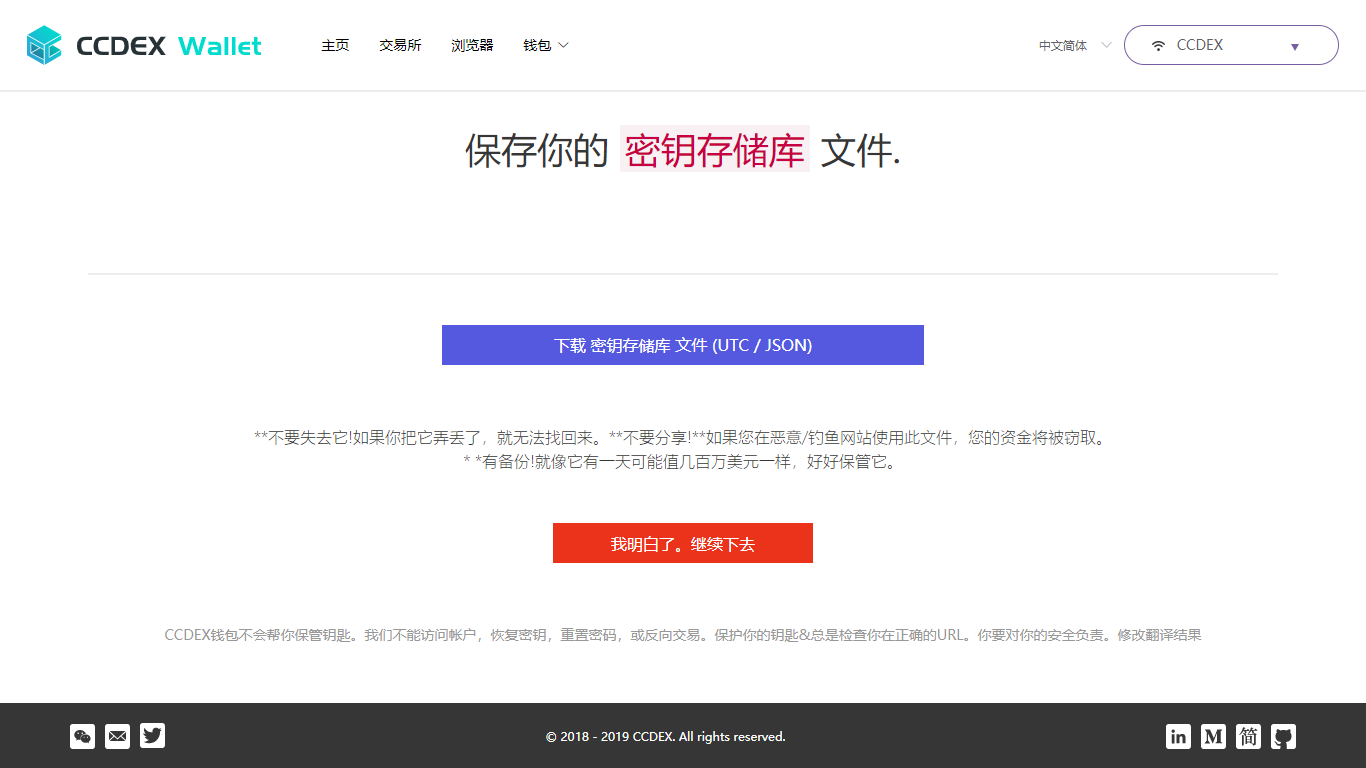 CCDEX Wallet 主页 交易所 浏览器 钱包 中文简体 CCDEX
保存你的 密钥存储库 文件.
下载 密钥存储库 文件 (UTC / JSON)
**不要失去它!如果你把它弄丢了，就无法找回来。**不要分享!**如果您在恶意/钓鱼网站使用此文件，您的资金将被窃取。
* *有备份!就像它有一天可能值几百万美元一样，好好保管它。
我明白了。继续下去
CCDEX钱包不会帮你保管钥匙。我们不能访问帐户，恢复密钥，重置密码，或反向交易。保护你的钥匙&总是检查你在正确的URL。你要对你的安全负责。修改翻译结果
© 2018 - 2019 CCDEX. All rights reserved. in M 简